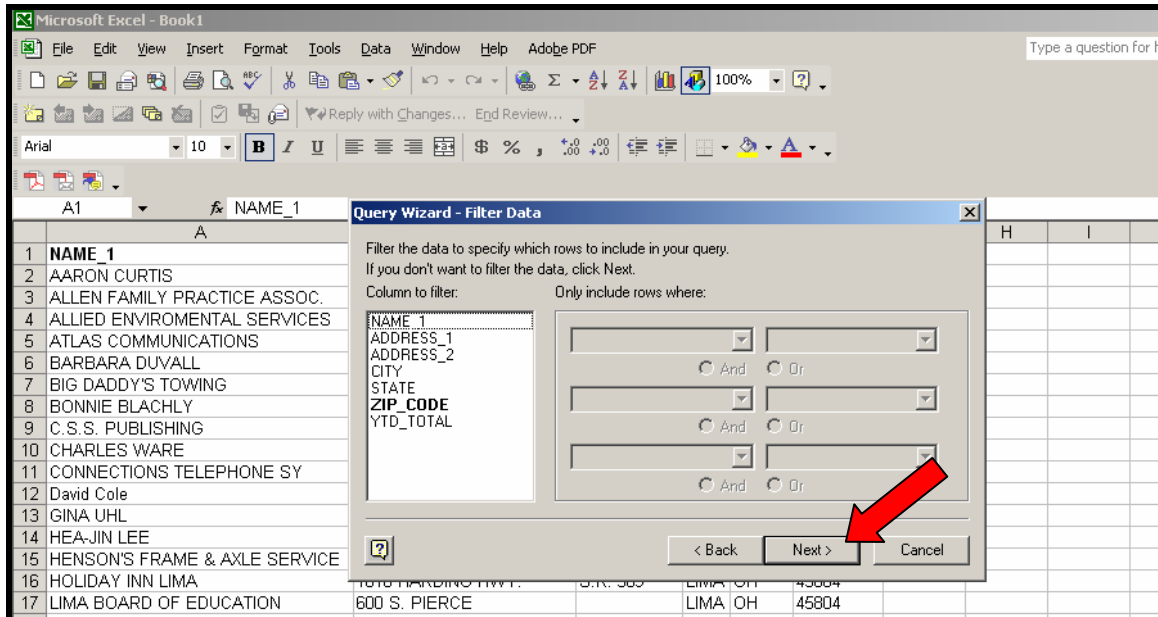 Microsoft Excel - Book1
File Edit View Insert Format Tools Data Window Help Adobe PDF Type a question for h
ABC Σ A Z Z A 100% ?
Reply with Changes... End Review...
Arial 10 B I U $ % , .00 .00 A
A1 fx NAME_1
A H I
1 NAME_1
2 AARON CURTIS
3 ALLEN FAMILY PRACTICE ASSOC.
4 ALLIED ENVIROMENTAL SERVICES
5 ATLAS COMMUNICATIONS
6 BARBARA DUVALL
7 BIG DADDY'S TOWING
8 BONNIE BLACHLY
9 C.S.S. PUBLISHING
10 CHARLES WARE
11 CONNECTIONS TELEPHONE SY
12 David Cole
13 GINA UHL
14 HEA-JIN LEE
15 HENSON'S FRAME & AXLE SERVICE
16 HOLIDAY INN LIMA
17 LIMA BOARD OF EDUCATION 600 S. PIERCE LIMA OH 45804
Query Wizard - Filter Data
Filter the data to specify which rows to include in your query.
If you don't want to filter the data, click Next.
Column to filter: Only include rows where:
NAME_1
ADDRESS_1
ADDRESS_2
CITY
STATE
ZIP_CODE
YTD_TOTAL
And Or
And Or
And Or
? < Back Next > Cancel